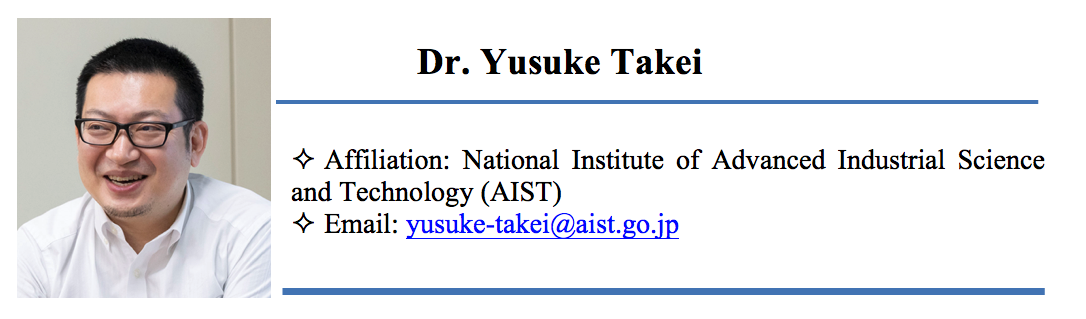 Dr. Yusuke Takei
✧ Affiliation: National Institute of Advanced Industrial Science
and Technology (AIST)
✧ Email: yusuke-takei@aist.go.jp